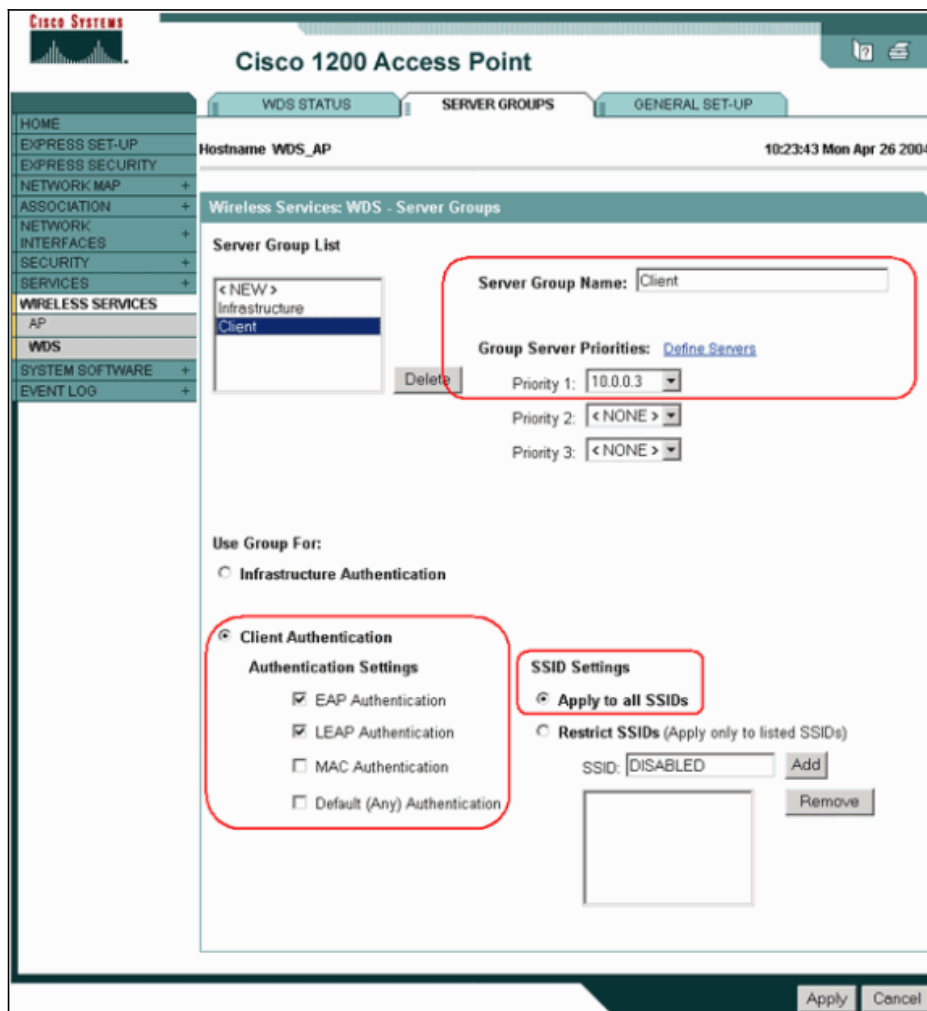 CISCO SYSTEMS
Cisco 1200 Access Point
WDS STATUS
SERVER GROUPS
GENERAL SET-UP
HOME
EXPRESS SET-UP
EXPRESS SECURITY
NETWORK MAP +
ASSOCIATION +
NETWORK
INTERFACES +
SECURITY +
SERVICES +
WIRELESS SERVICES
AP
WDS
SYSTEM SOFTWARE +
EVENT LOG +
Hostname WDS_AP
10:23:43 Mon Apr 26 2004
Wireless Services: WDS - Server Groups
Server Group List
< NEW >
Infrastructure
Client
Delete
Server Group Name: Client
Group Server Priorities: Define Servers
Priority 1: 10.0.0.3
Priority 2: < NONE >
Priority 3: < NONE >
Use Group For:
Infrastructure Authentication
Client Authentication
Authentication Settings
EAP Authentication
LEAP Authentication
MAC Authentication
Default (Any) Authentication
SSID Settings
Apply to all SSIDs
Restrict SSIDs (Apply only to listed SSIDs)
SSID: DISABLED
Add
Remove
Apply
Cancel